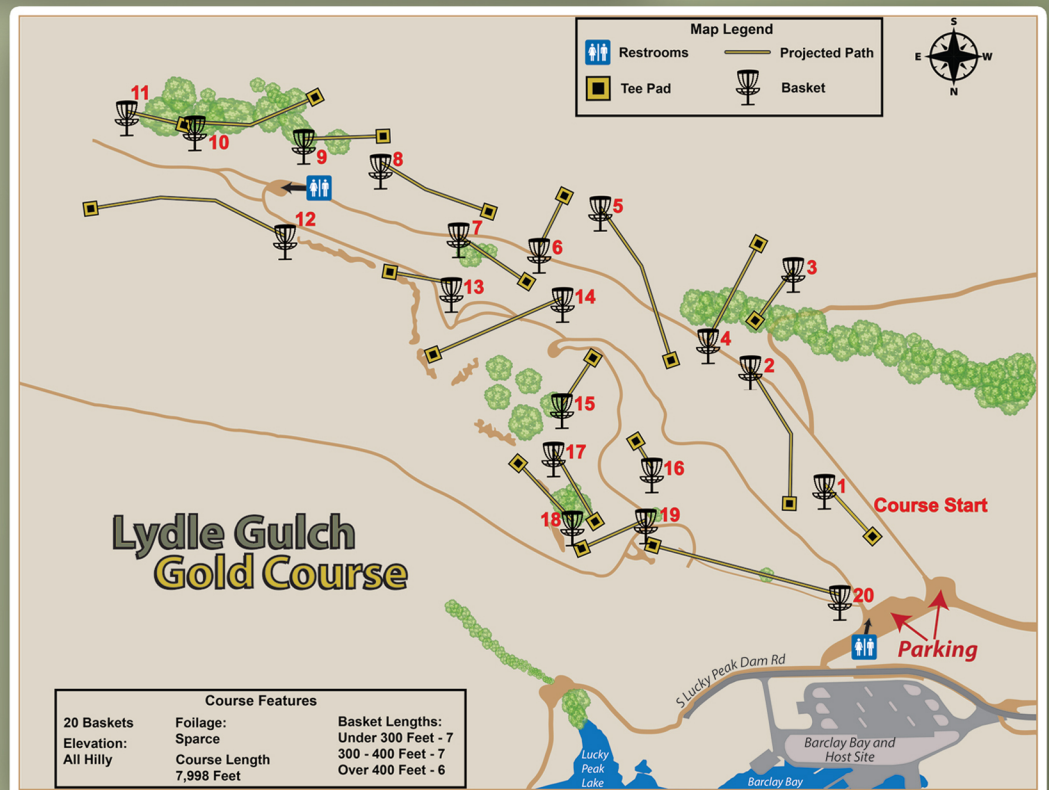 Map Legend
Restrooms
Projected Path
Tee Pad
Basket
S
E
W
N
11
10
9
8
12
7
6
5
3
13
14
4
2
15
17
16
1
Course Start
18
19
Lydle Gulch
Gold Course
20
Parking
S Lucky Peak Dam Rd
Barclay Bay and
Host Site
Lucky
Peak
Lake
Barclay Bay
Course Features
20 Baskets
Elevation:
All Hilly
Foilage:
Sparce
Course Length
7,998 Feet
Basket Lengths:
Under 300 Feet - 7
300 - 400 Feet - 7
Over 400 Feet - 6